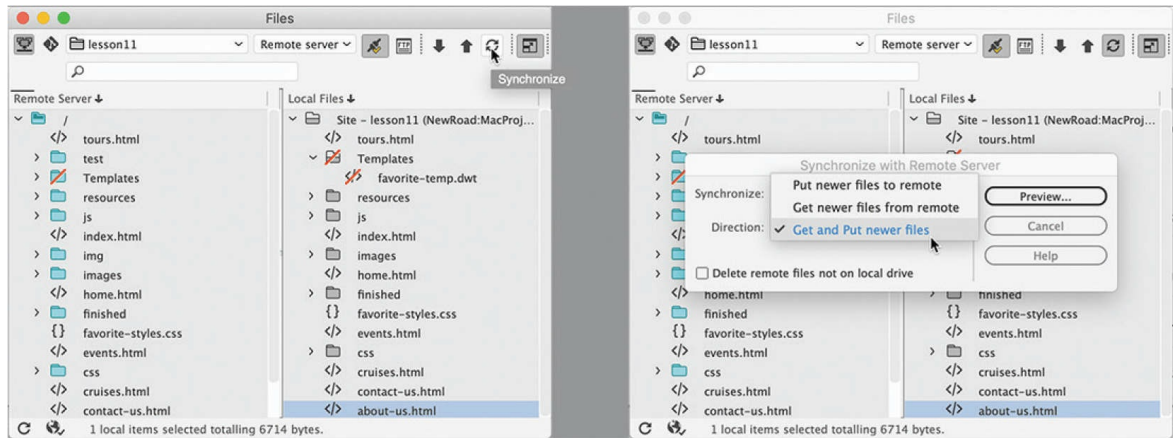 Files
lesson11
Remote server
FTP
Synchronize
Remote Server
/
tours.html
test
Templates
resources
js
index.html
img
images
home.html
finished
favorite-styles.css
events.html
css
cruises.html
contact-us.html
Local Files
Site – lesson11 (NewRoad:MacProj...
tours.html
Templates
favorite-temp.dwt
resources
js
index.html
images
home.html
finished
favorite-styles.css
events.html
css
cruises.html
contact-us.html
about-us.html
1 local items selected totalling 6714 bytes.
Files
lesson11
Remote server
FTP
Remote Server
/
tours.html
home.html
finished
favorite-styles.css
events.html
css
cruises.html
contact-us.html
Local Files
Site – lesson11 (NewRoad:MacProj...
tours.html
finished
favorite-styles.css
events.html
css
cruises.html
contact-us.html
about-us.html
Synchronize with Remote Server
Synchronize:
Put newer files to remote
Get newer files from remote
Direction:
Get and Put newer files
Delete remote files not on local drive
Preview...
Cancel
Help
1 local items selected totalling 6714 bytes.